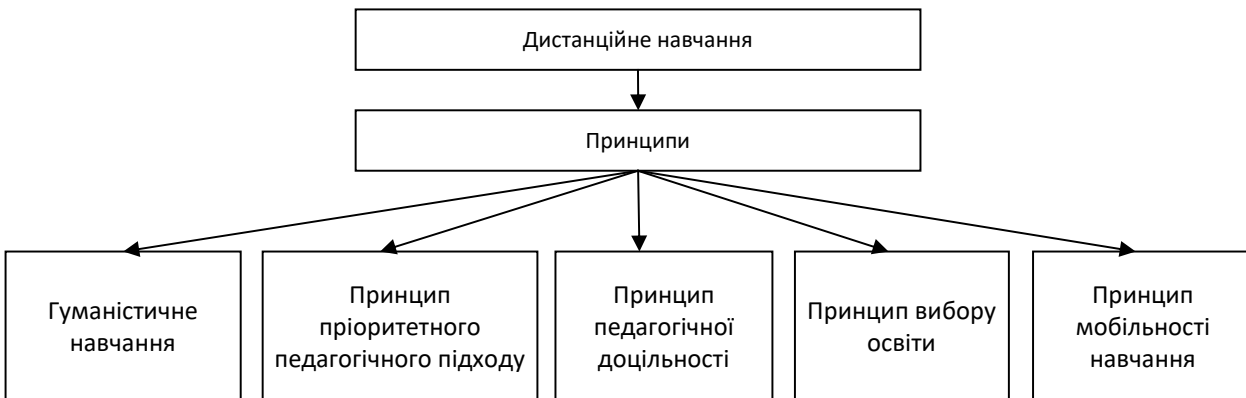 Дистанційне навчання
Принципи
Гуманістичне
навчання
Принцип
пріоритетного
педагогічного підходу
Принцип
педагогічної
доцільності
Принцип вибору
освіти
Принцип
мобільності
навчання